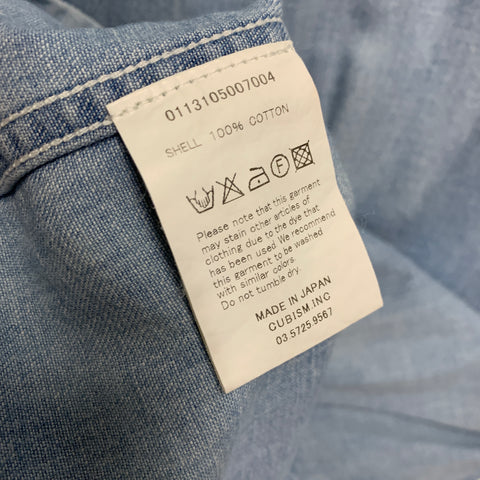 0113105007004
SHELL 100% COTTON
Please note that this garment
may stain other articles of
clothing due to the dye that
has been used. We recommend
this garment to be washed
with similar colors.
Do not tumble dry.
MADE IN JAPAN
CUBISM INC
03.5725.9567